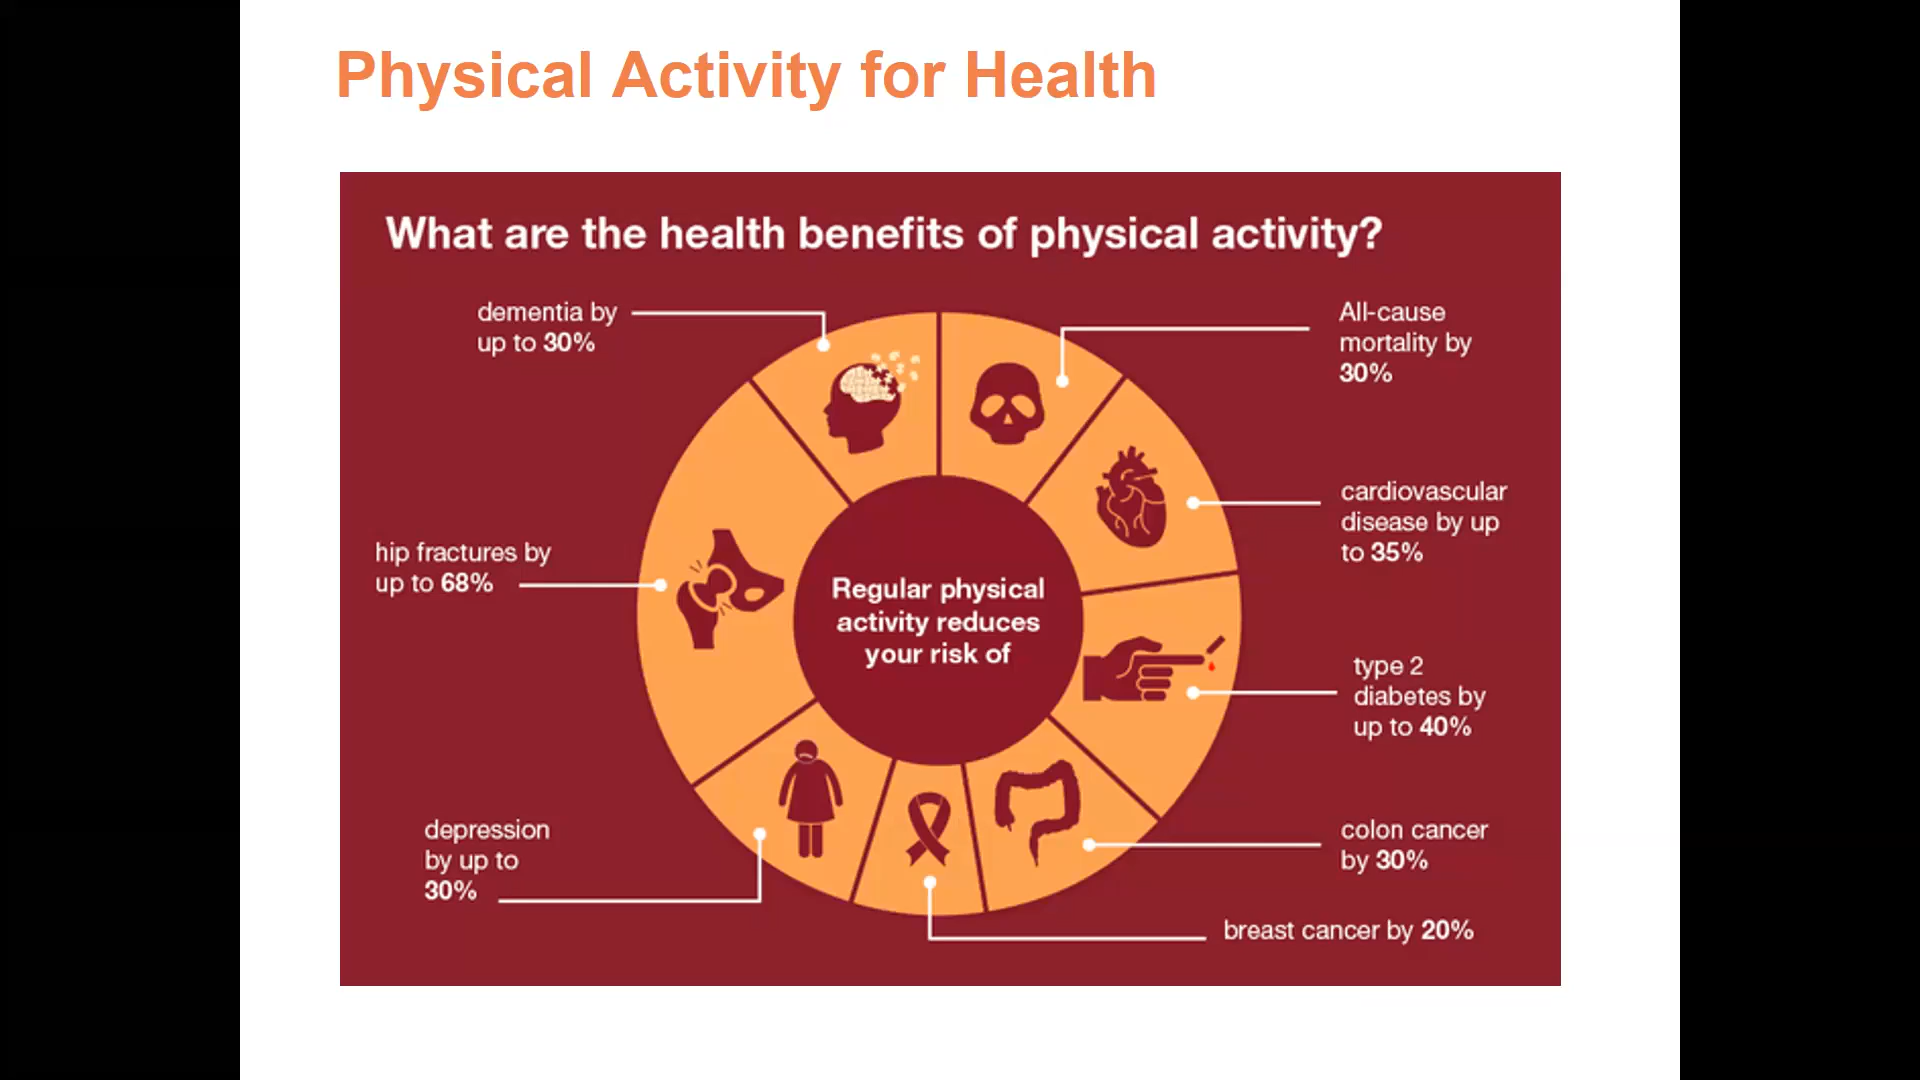 Physical Activity for Health
What are the health benefits of physical activity?
dementia by
up to 30%
All-cause
mortality by
30%
cardiovascular
disease by up
to 35%
hip fractures by
up to 68%
Regular physical
activity reduces
your risk of
type 2
diabetes by
up to 40%
depression
by up to
30%
colon cancer
by 30%
breast cancer by 20%